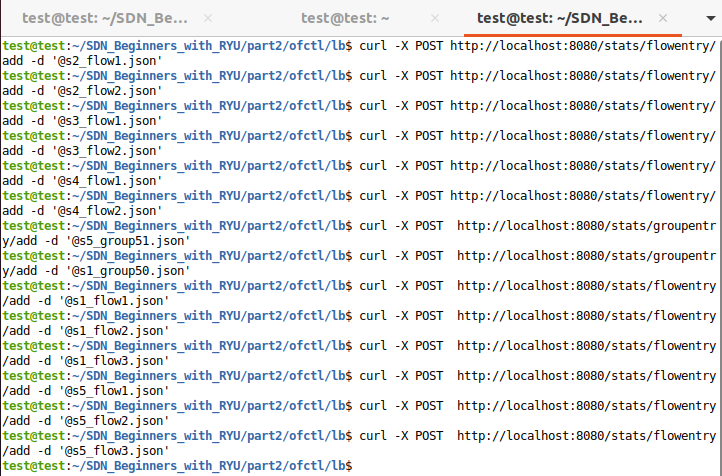 test@test: ~/SDN_Be... × test@test: ~ × test@test: ~/SDN_Be... ×
test@test:~/SDN_Beginners_with_RYU/part2/ofctl/lb$ curl -X POST http://localhost:8080/stats/flowentry/
add -d '@s2_flow1.json'
test@test:~/SDN_Beginners_with_RYU/part2/ofctl/lb$ curl -X POST http://localhost:8080/stats/flowentry/
add -d '@s2_flow2.json'
test@test:~/SDN_Beginners_with_RYU/part2/ofctl/lb$ curl -X POST http://localhost:8080/stats/flowentry/
add -d '@s3_flow1.json'
test@test:~/SDN_Beginners_with_RYU/part2/ofctl/lb$ curl -X POST http://localhost:8080/stats/flowentry/
add -d '@s3_flow2.json'
test@test:~/SDN_Beginners_with_RYU/part2/ofctl/lb$ curl -X POST http://localhost:8080/stats/flowentry/
add -d '@s4_flow1.json'
test@test:~/SDN_Beginners_with_RYU/part2/ofctl/lb$ curl -X POST http://localhost:8080/stats/flowentry/
add -d '@s4_flow2.json'
test@test:~/SDN_Beginners_with_RYU/part2/ofctl/lb$ curl -X POST  http://localhost:8080/stats/groupentr
y/add -d '@s5_group51.json'
test@test:~/SDN_Beginners_with_RYU/part2/ofctl/lb$ curl -X POST  http://localhost:8080/stats/groupentr
y/add -d '@s1_group50.json'
test@test:~/SDN_Beginners_with_RYU/part2/ofctl/lb$ curl -X POST  http://localhost:8080/stats/flowentry
/add -d '@s1_flow1.json'
test@test:~/SDN_Beginners_with_RYU/part2/ofctl/lb$ curl -X POST  http://localhost:8080/stats/flowentry
/add -d '@s1_flow2.json'
test@test:~/SDN_Beginners_with_RYU/part2/ofctl/lb$ curl -X POST  http://localhost:8080/stats/flowentry
/add -d '@s1_flow3.json'
test@test:~/SDN_Beginners_with_RYU/part2/ofctl/lb$ curl -X POST  http://localhost:8080/stats/flowentry
/add -d '@s5_flow1.json'
test@test:~/SDN_Beginners_with_RYU/part2/ofctl/lb$ curl -X POST  http://localhost:8080/stats/flowentry
/add -d '@s5_flow2.json'
test@test:~/SDN_Beginners_with_RYU/part2/ofctl/lb$ curl -X POST  http://localhost:8080/stats/flowentry
/add -d '@s5_flow3.json'
test@test:~/SDN_Beginners_with_RYU/part2/ofctl/lb$